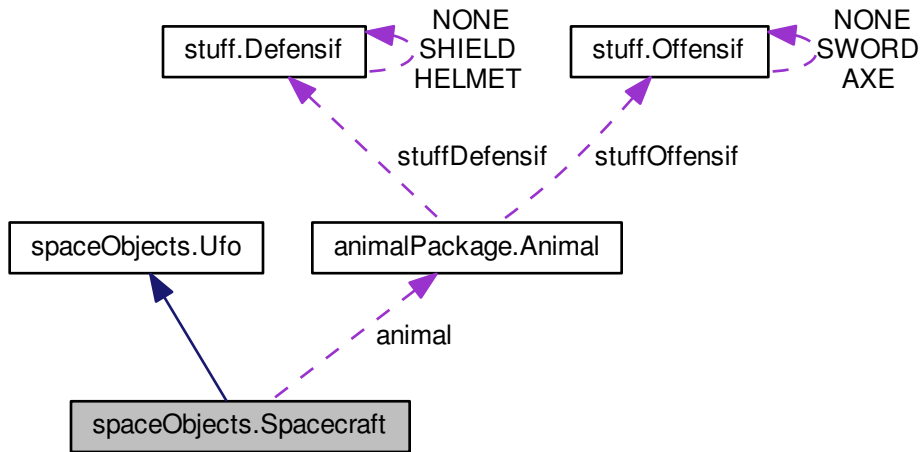 stuff.Defensif
NONE
SHIELD
HELMET
stuff.Offensif
NONE
SWORD
AXE
stuffDefensif
stuffOffensif
spaceObjects.Ufo
animalPackage.Animal
animal
spaceObjects.Spacecraft